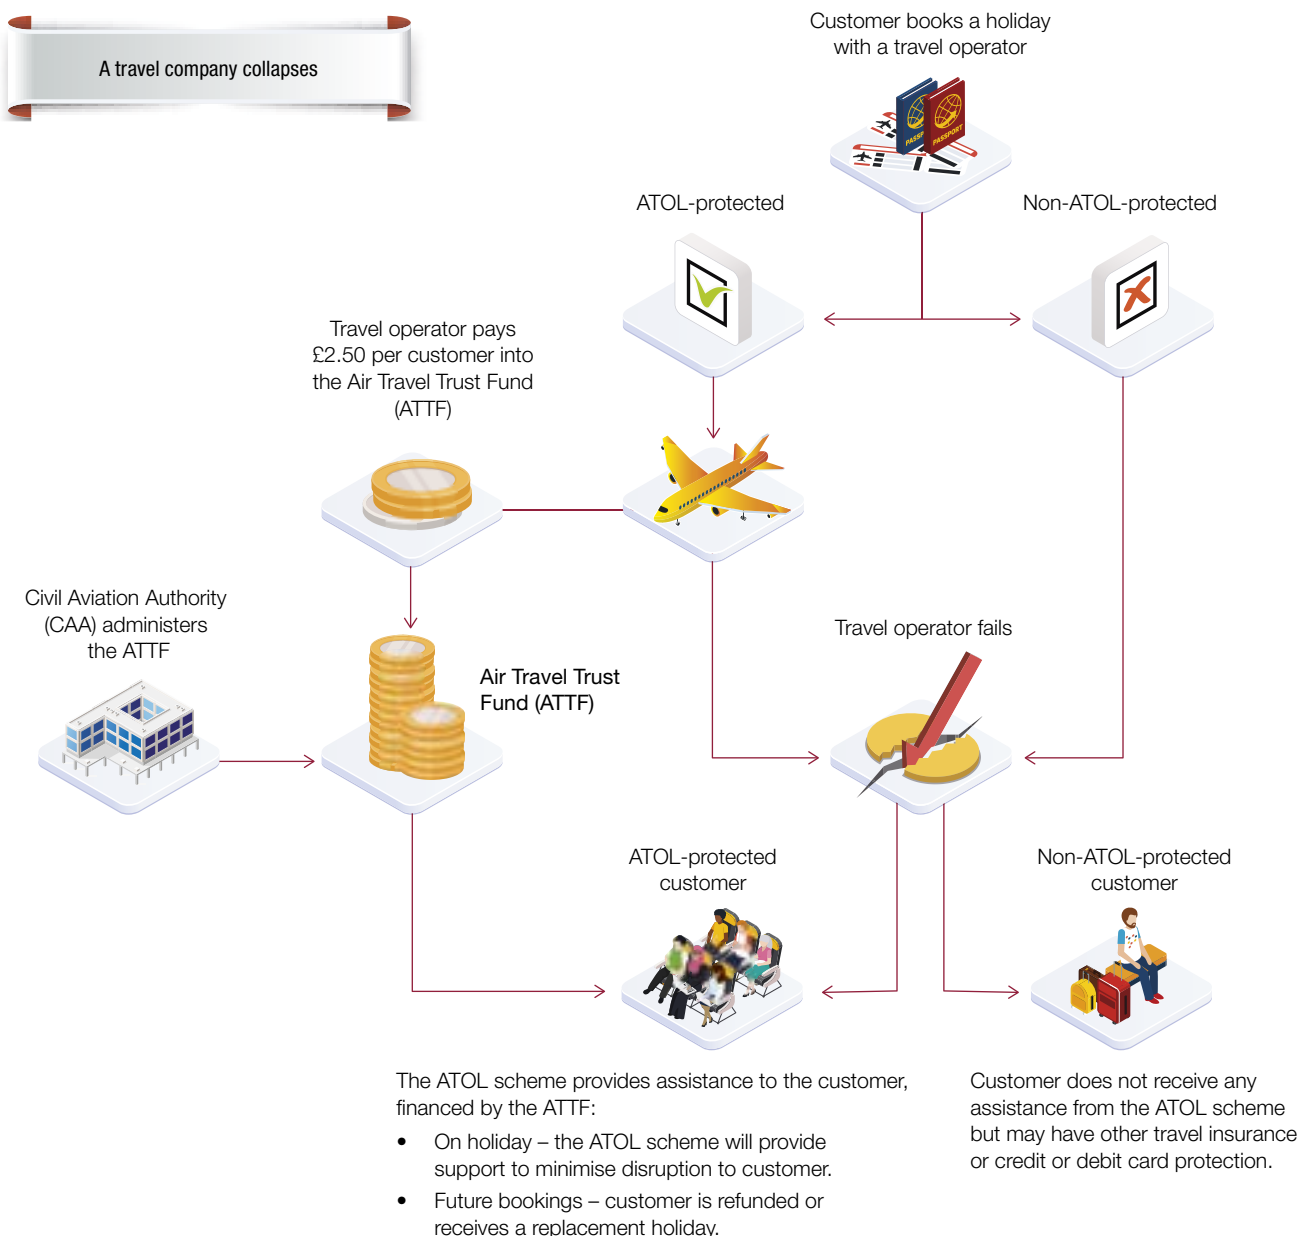 A travel company collapses
Customer books a holiday
with a travel operator
PASSPORT
PASSPORT
ATOL-protected
Non-ATOL-protected
Travel operator pays
£2.50 per customer into
the Air Travel Trust Fund
(ATTF)
Civil Aviation Authority
(CAA) administers
the ATTF
Air Travel Trust
Fund (ATTF)
Travel operator fails
ATOL-protected
customer
Non-ATOL-protected
customer
The ATOL scheme provides assistance to the customer,
financed by the ATTF:
• On holiday – the ATOL scheme will provide
support to minimise disruption to customer.
• Future bookings – customer is refunded or
receives a replacement holiday.
Customer does not receive any
assistance from the ATOL scheme
but may have other travel insurance
or credit or debit card protection.